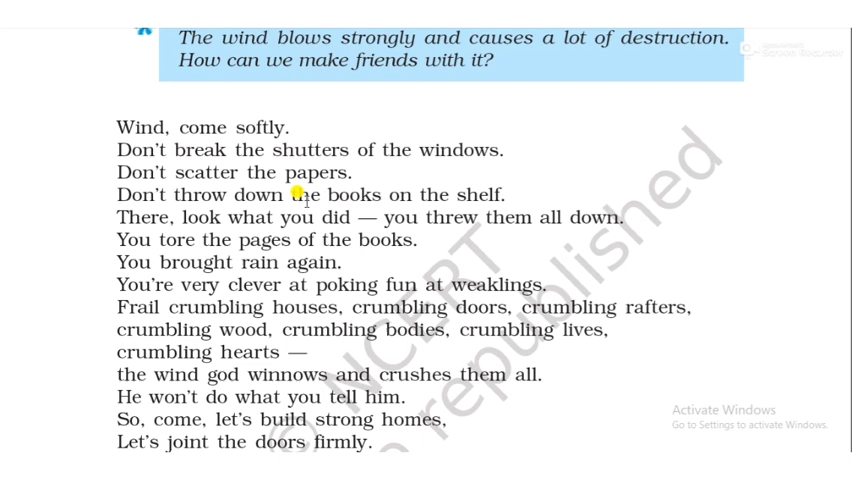 The wind blows strongly and causes a lot of destruction.
How can we make friends with it?
Wind, come softly.
Don't break the shutters of the windows.
Don't scatter the papers.
Don't throw down the books on the shelf.
There, look what you did — you threw them all down.
You tore the pages of the books.
You brought rain again.
You're very clever at poking fun at weaklings.
Frail crumbling houses, crumbling doors, crumbling rafters,
crumbling wood, crumbling bodies, crumbling lives,
crumbling hearts —
the wind god winnows and crushes them all.
He won't do what you tell him.
So, come, let's build strong homes,
Let's joint the doors firmly.
© NCERT
republished
Activate Windows
Go to Settings to activate Windows.